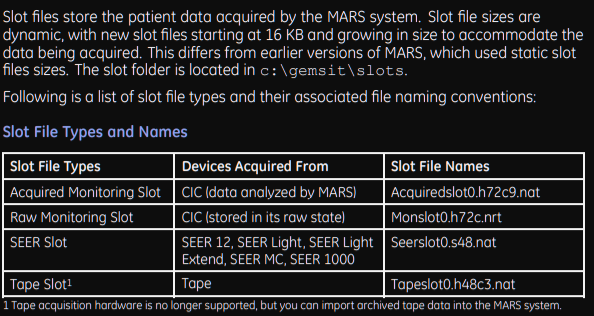 Slot files store the patient data acquired by the MARS system. Slot file sizes are
dynamic, with new slot files starting at 16 KB and growing in size to accommodate the
data being acquired. This differs from earlier versions of MARS, which used static slot
files sizes. The slot folder is located in c:\gemsit\slots.
Following is a list of slot file types and their associated file naming conventions:
Slot File Types and Names
Slot File Types Devices Acquired From Slot File Names
Acquired Monitoring Slot CIC (data analyzed by MARS) Acquiredslot0.h72c9.nat
Raw Monitoring Slot CIC (stored in its raw state) Monslot0.h72c.nrt
SEER Slot SEER 12, SEER Light, SEER Light Seerslot0.s48.nat
Extend, SEER MC, SEER 1000
Tape Slot1 Tape Tapeslot0.h48c3.nat
1 Tape acquisition hardware is no longer supported, but you can import archived tape data into the MARS system.